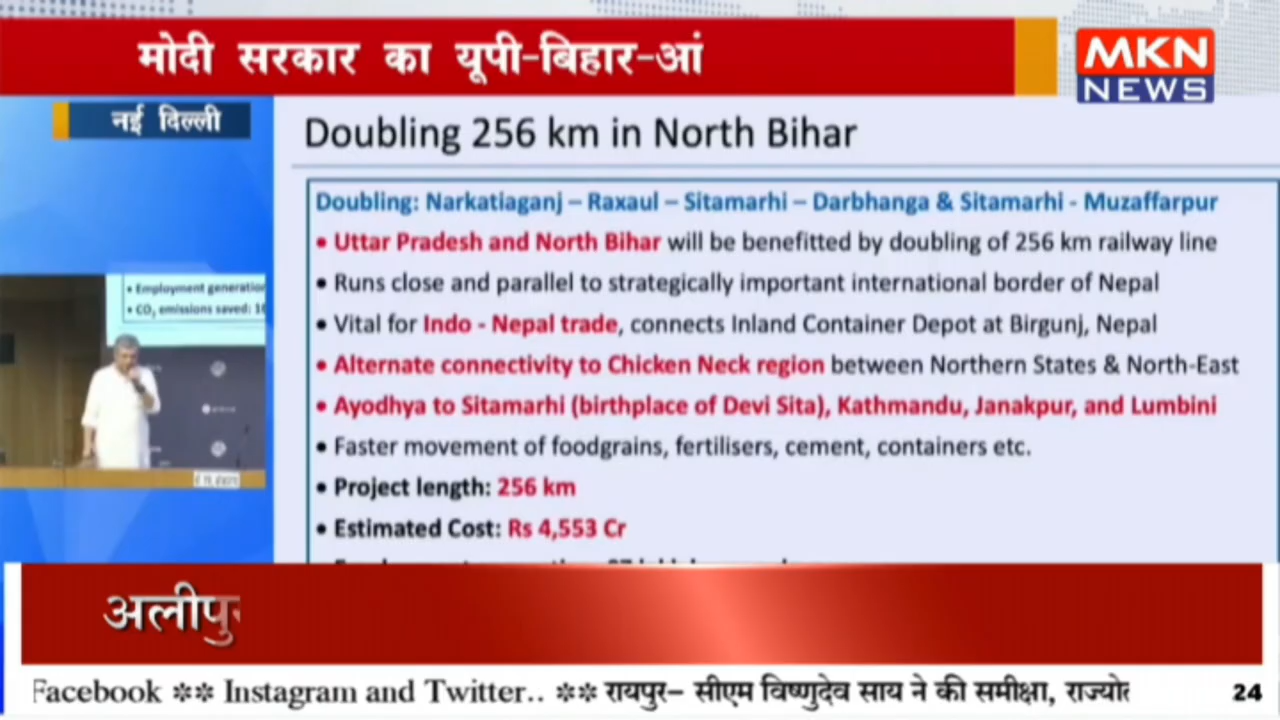 मोदी सरकार का यूपी-बिहार-आं
MKN
NEWS
नई दिल्ली
Doubling 256 km in North Bihar
Doubling: Narkatiaganj – Raxaul – Sitamarhi – Darbhanga & Sitamarhi - Muzaffarpur
• Uttar Pradesh and North Bihar will be benefitted by doubling of 256 km railway line
• Runs close and parallel to strategically important international border of Nepal
• Vital for Indo - Nepal trade, connects Inland Container Depot at Birgunj, Nepal
• Alternate connectivity to Chicken Neck region between Northern States & North-East
• Ayodhya to Sitamarhi (birthplace of Devi Sita), Kathmandu, Janakpur, and Lumbini
• Faster movement of foodgrains, fertilisers, cement, containers etc.
• Project length: 256 km
• Estimated Cost: Rs 4,553 Cr
• Employment generation
• CO₂ emissions saved: 16
अलीपु
Facebook ** Instagram and Twitter.. ** रायपुर– सीएम विष्णुदेव साय ने की समीक्षा, राज्यो
24